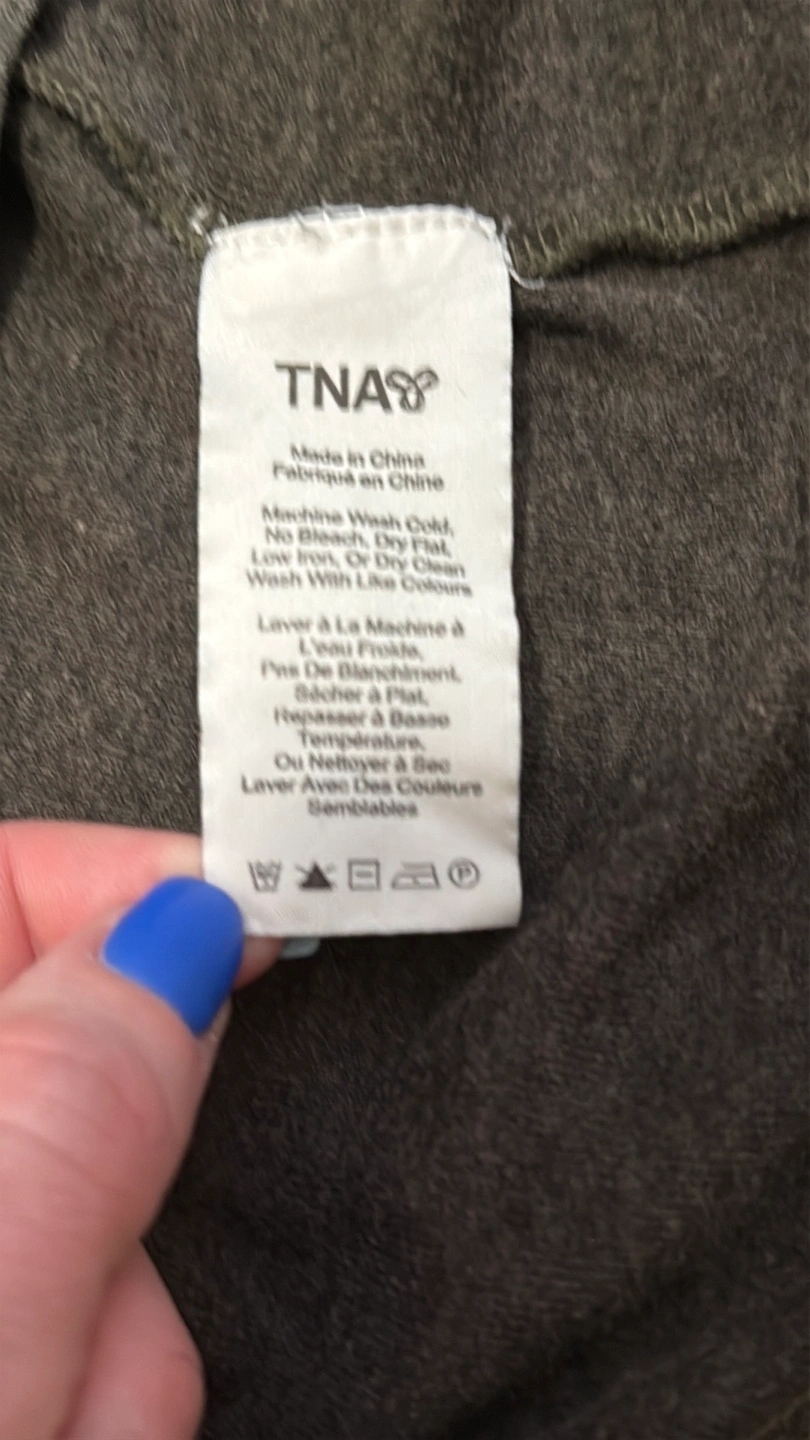 TNA
Made in China
Fabriqué en Chine
Machine Wash Cold,
No Bleach, Dry Flat,
Low Iron, Or Dry Clean
Wash With Like Colours
Laver à La Machine à
L'eau Froide,
Pas De Blanchiment,
Sécher à Plat,
Repasser à Basse
Température,
Ou Nettoyer à Sec
Laver Avec Des Couleurs
Semblables
P